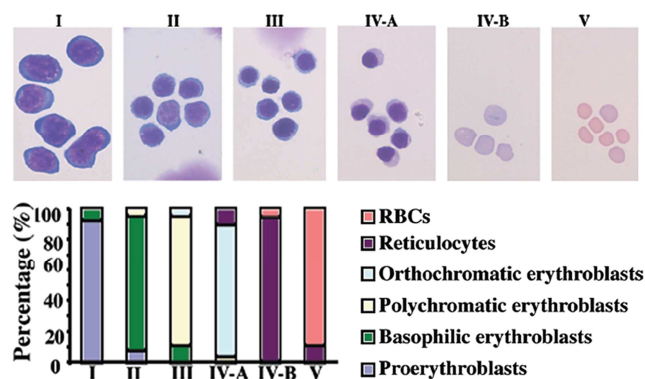 I II III IV-A IV-B V
Percentage (%)
100
80
60
40
20
0
I II III IV-A IV-B V
RBCs
Reticulocytes
Orthochromatic erythroblasts
Polychromatic erythroblasts
Basophilic erythroblasts
Proerythroblasts